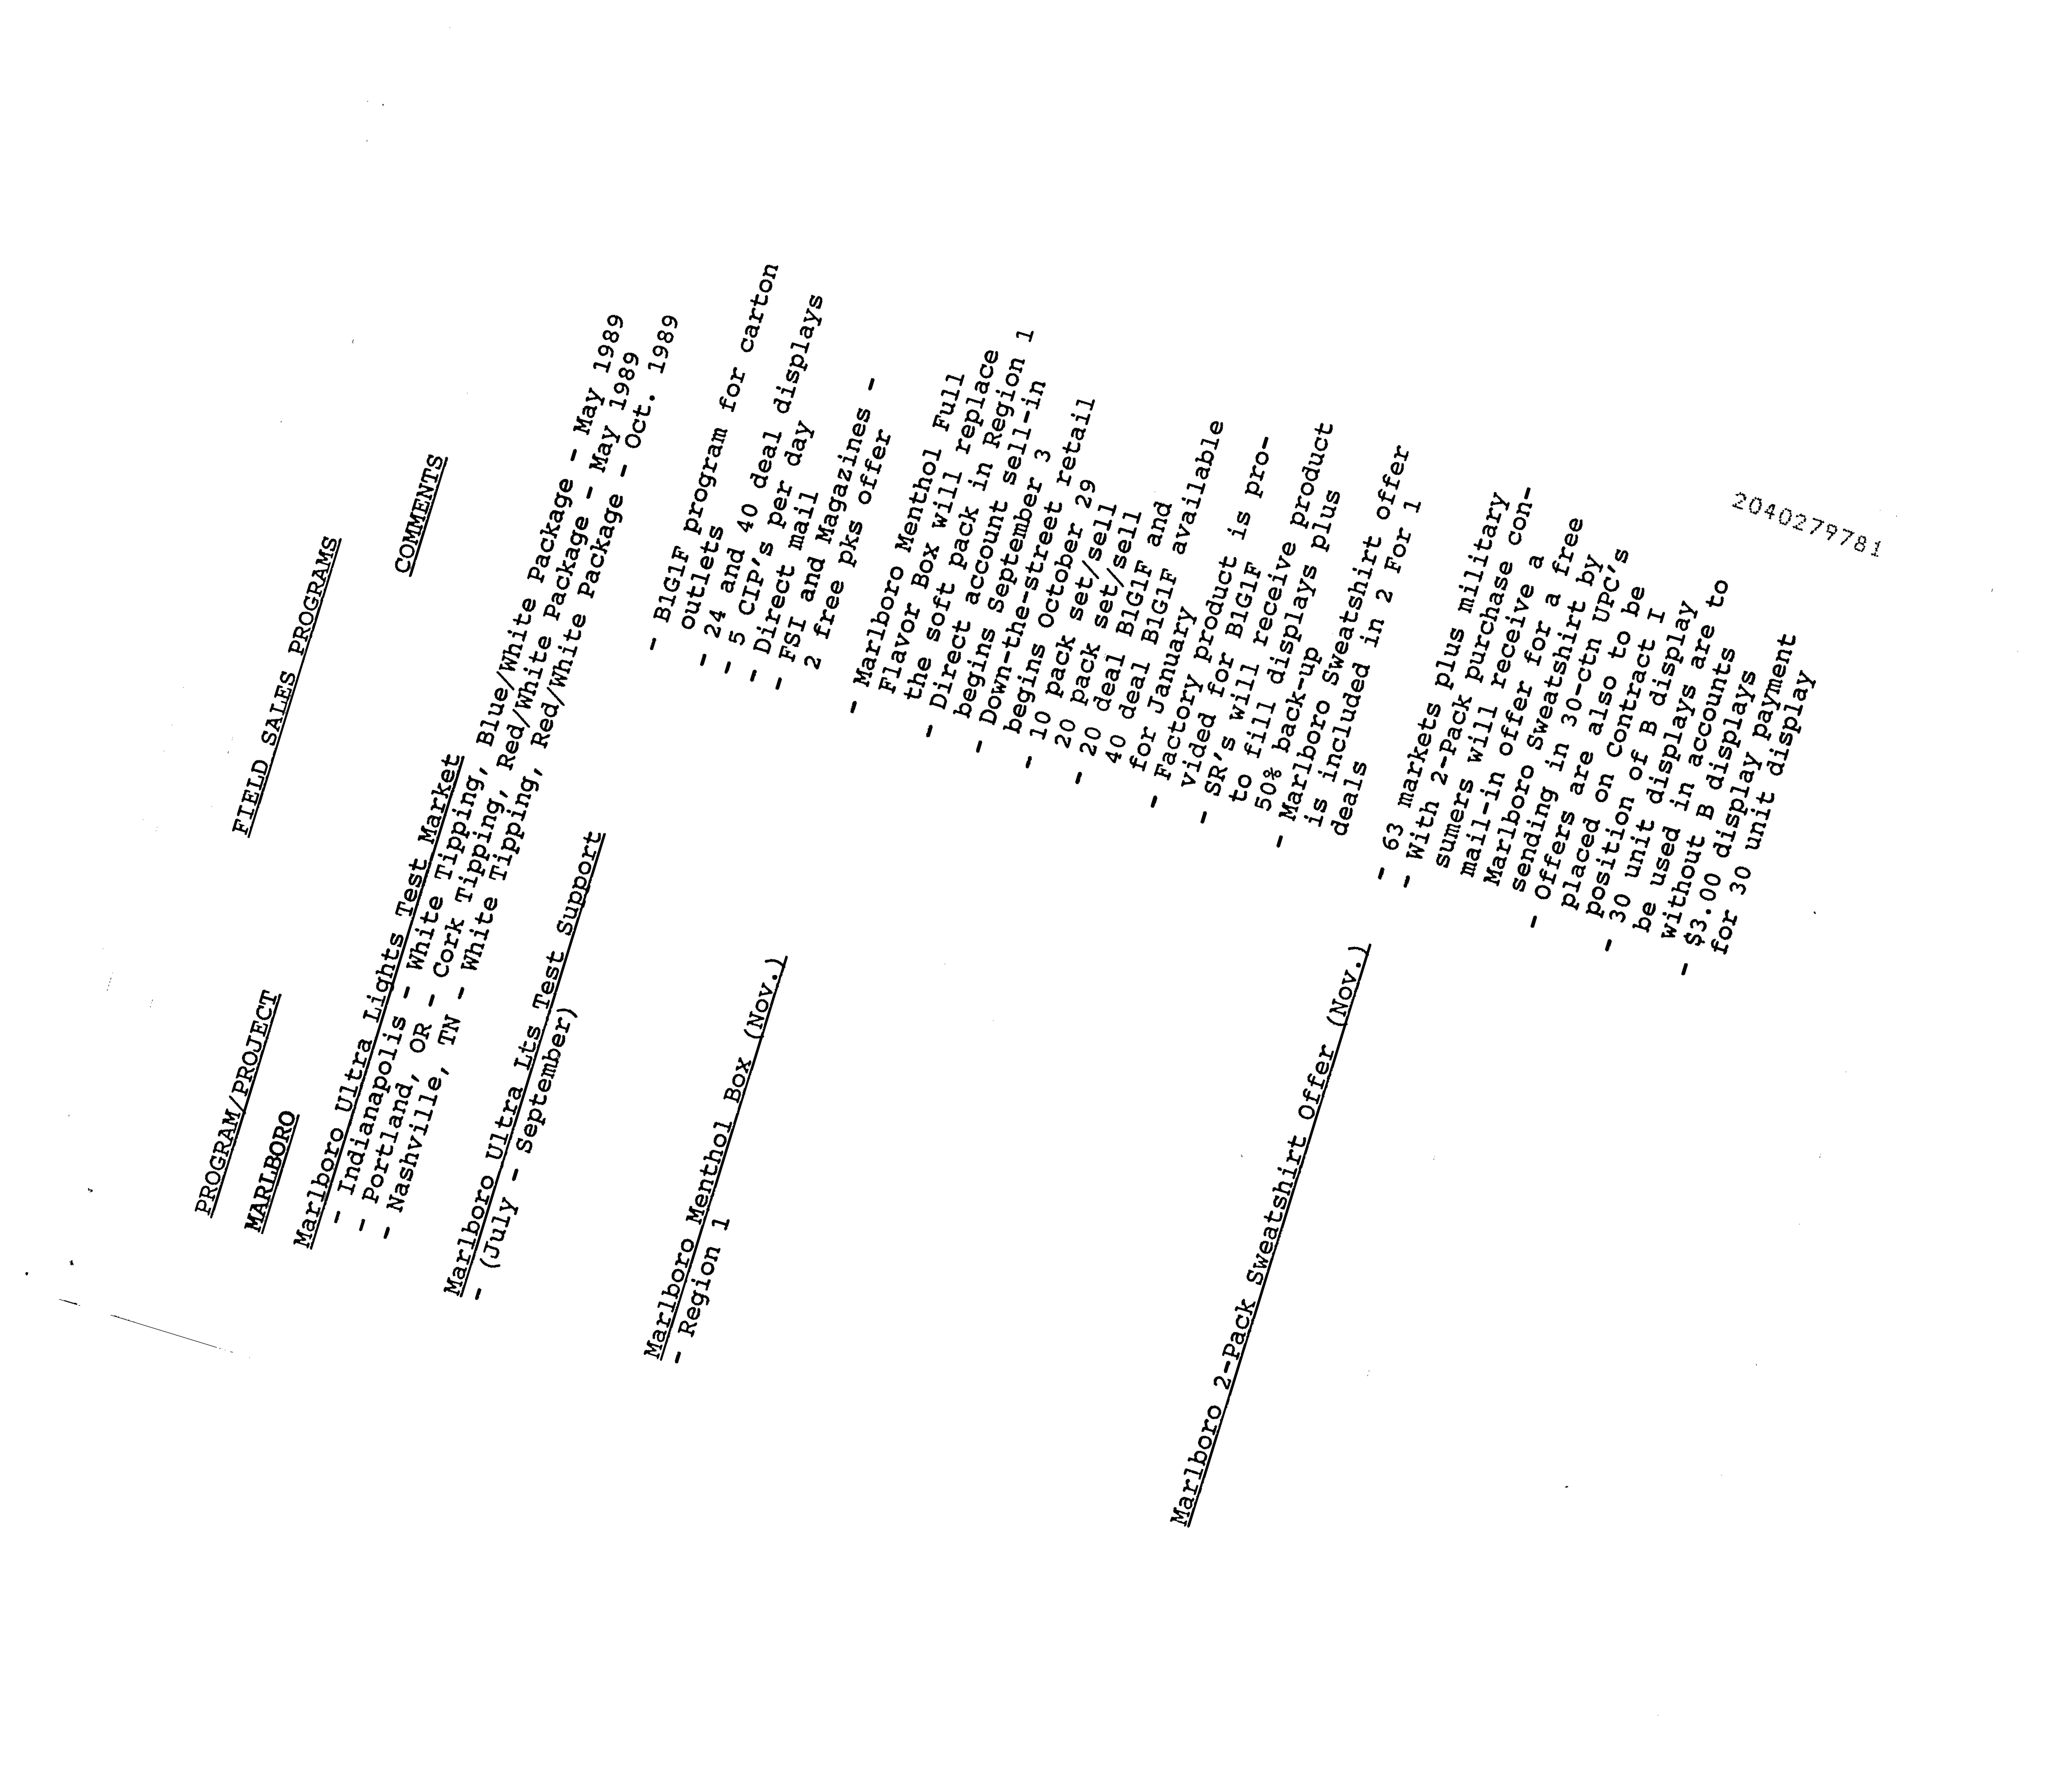 FIELD SALES PROGRAMS
PROGRAM/PROJECT
COMMENTS
MARLBORO
Marlboro Ultra Lights Test Market
- Indianapolis - White Tipping, Blue/White Package - May 1989
- Portland, OR - Cork Tipping, Red/White Package - May 1989
- Nashville, TN - White Tipping, Red/White Package - Oct. 1989
Marlboro Ultra Lts Test Support
- (July - September)
- B1G1F program for carton
outlets
- 24 and 40 deal displays
- 5 CIP's per day
- Direct mail
- FSI and Magazines -
2 free pks offer
Marlboro Menthol Box (Nov.)
- Region 1
- Marlboro Menthol Full
Flavor Box will replace
the soft pack in Region 1
- Direct account sell-in
begins September 3
- Down-the-street retail
begins October 29
- 10 pack set/sell
20 pack set/sell
- 20 deal B1G1F and
40 deal B1G1F available
for January
- Factory product is pro-
vided for B1G1F
- SR's will receive product
to fill displays plus
50% back-up
- Marlboro Sweatshirt offer
is included in 2 For 1
deals
Marlboro 2-Pack Sweatshirt Offer (Nov.)
- 63 markets plus military
- With 2-Pack purchase con-
sumers will receive a
mail-in offer for a free
Marlboro Sweatshirt by
sending in 30-ctn UPC's
- Offers are also to be
placed on Contract I
position of B display
- 30 unit displays are to
be used in accounts
without B displays
- $3.00 display payment
for 30 unit display
2040279781